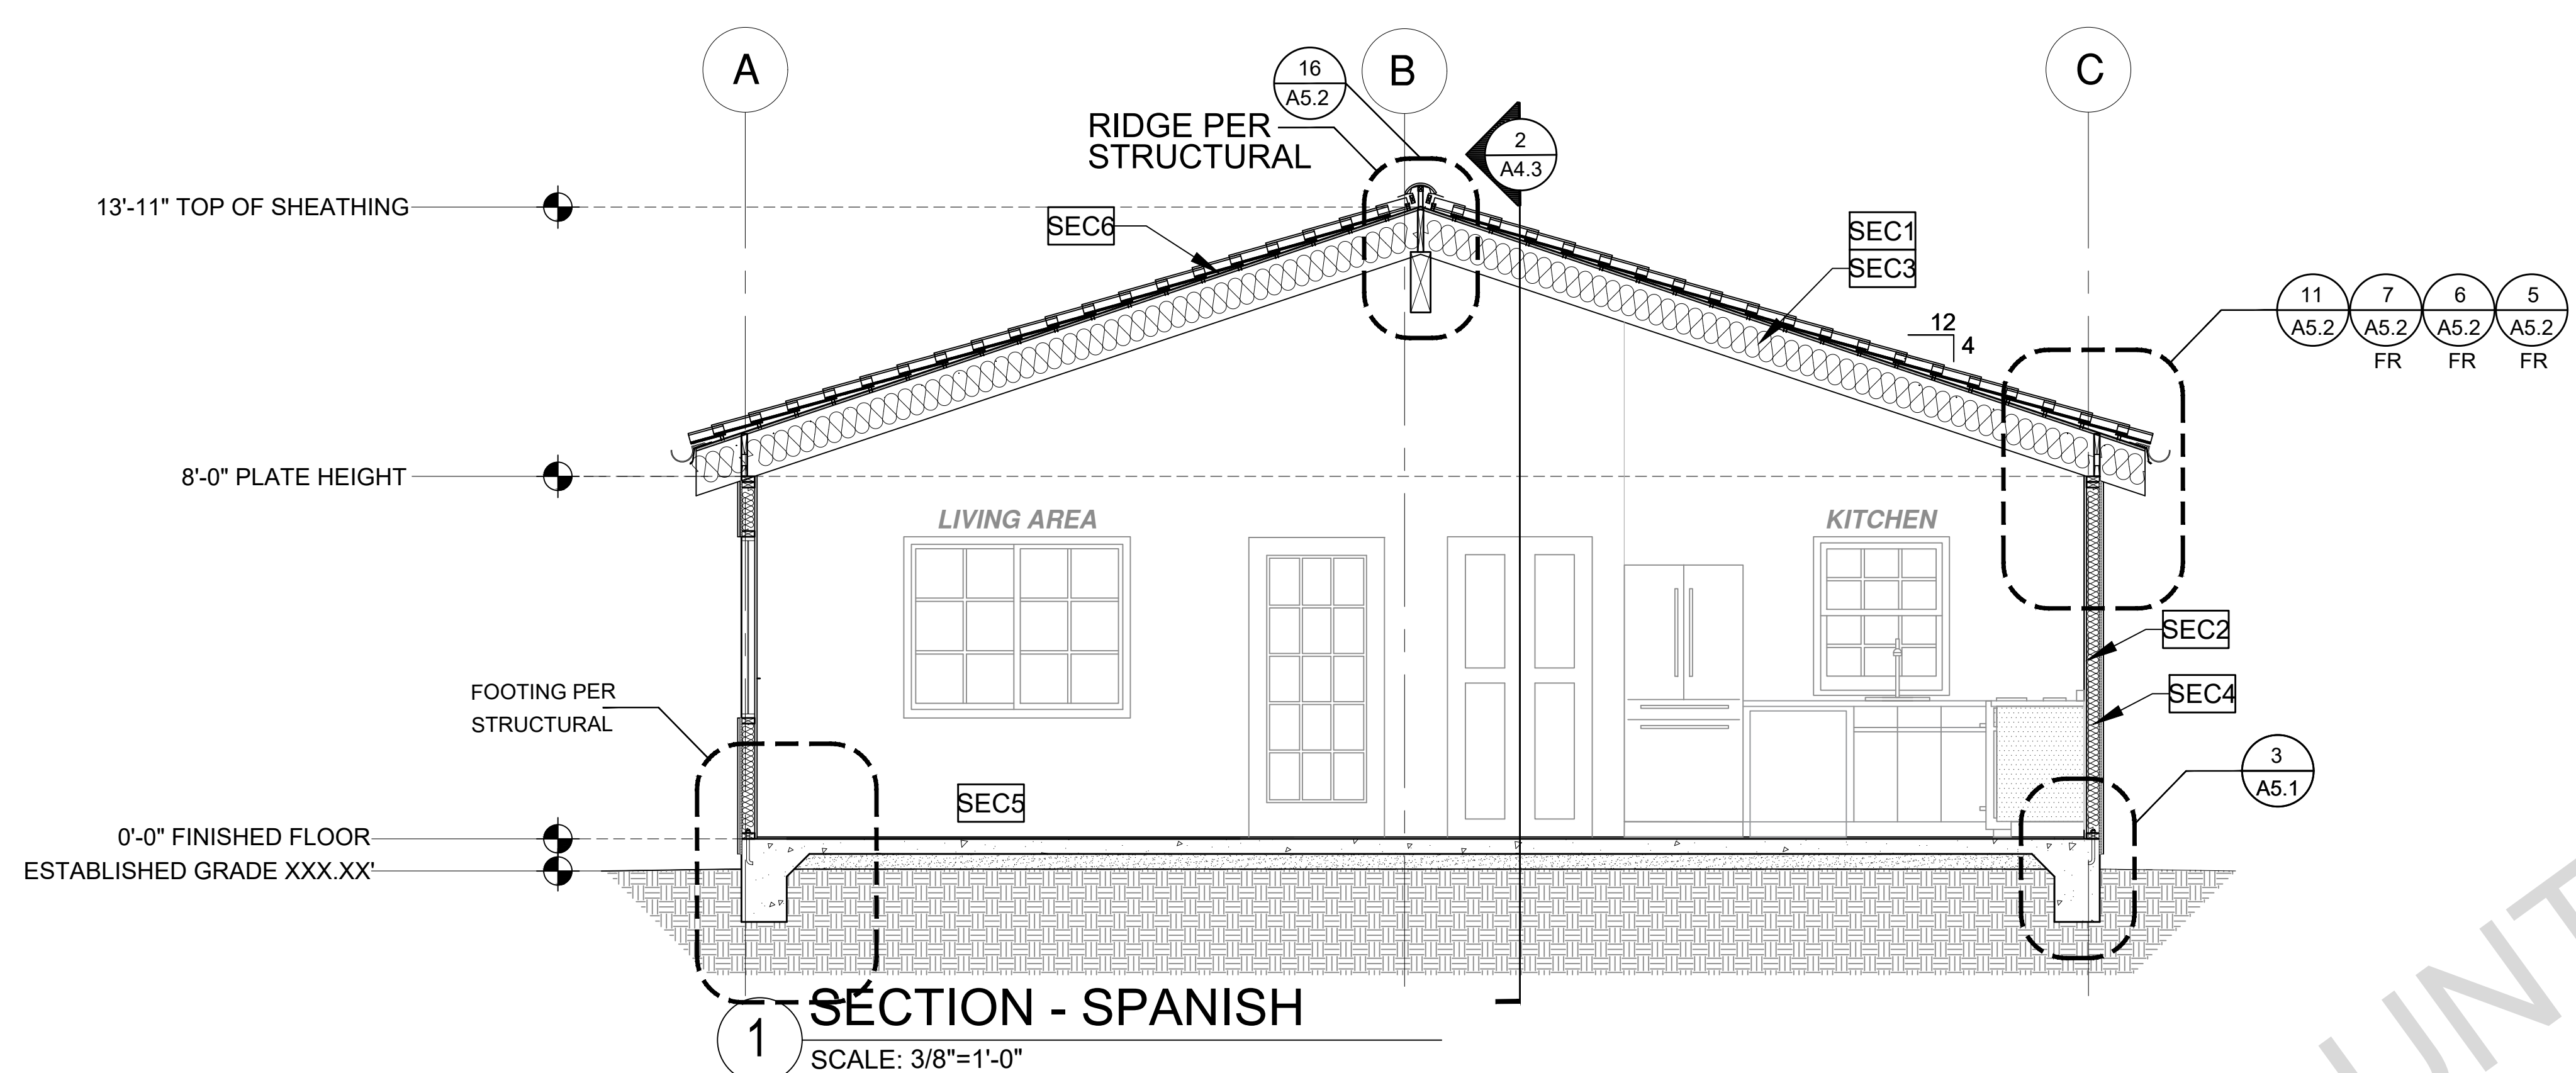 A
B
C
16
A5.2
RIDGE PER
STRUCTURAL
2
A4.3
13'-11" TOP OF SHEATHING
SEC6
SEC1
SEC3
12
4
11
A5.2
7
A5.2
FR
6
A5.2
FR
5
A5.2
FR
8'-0" PLATE HEIGHT
LIVING AREA
KITCHEN
SEC2
SEC4
FOOTING PER
STRUCTURAL
3
A5.1
SEC5
0'-0" FINISHED FLOOR
ESTABLISHED GRADE XXX.XX'
1
SECTION - SPANISH
SCALE: 3/8"=1'-0"